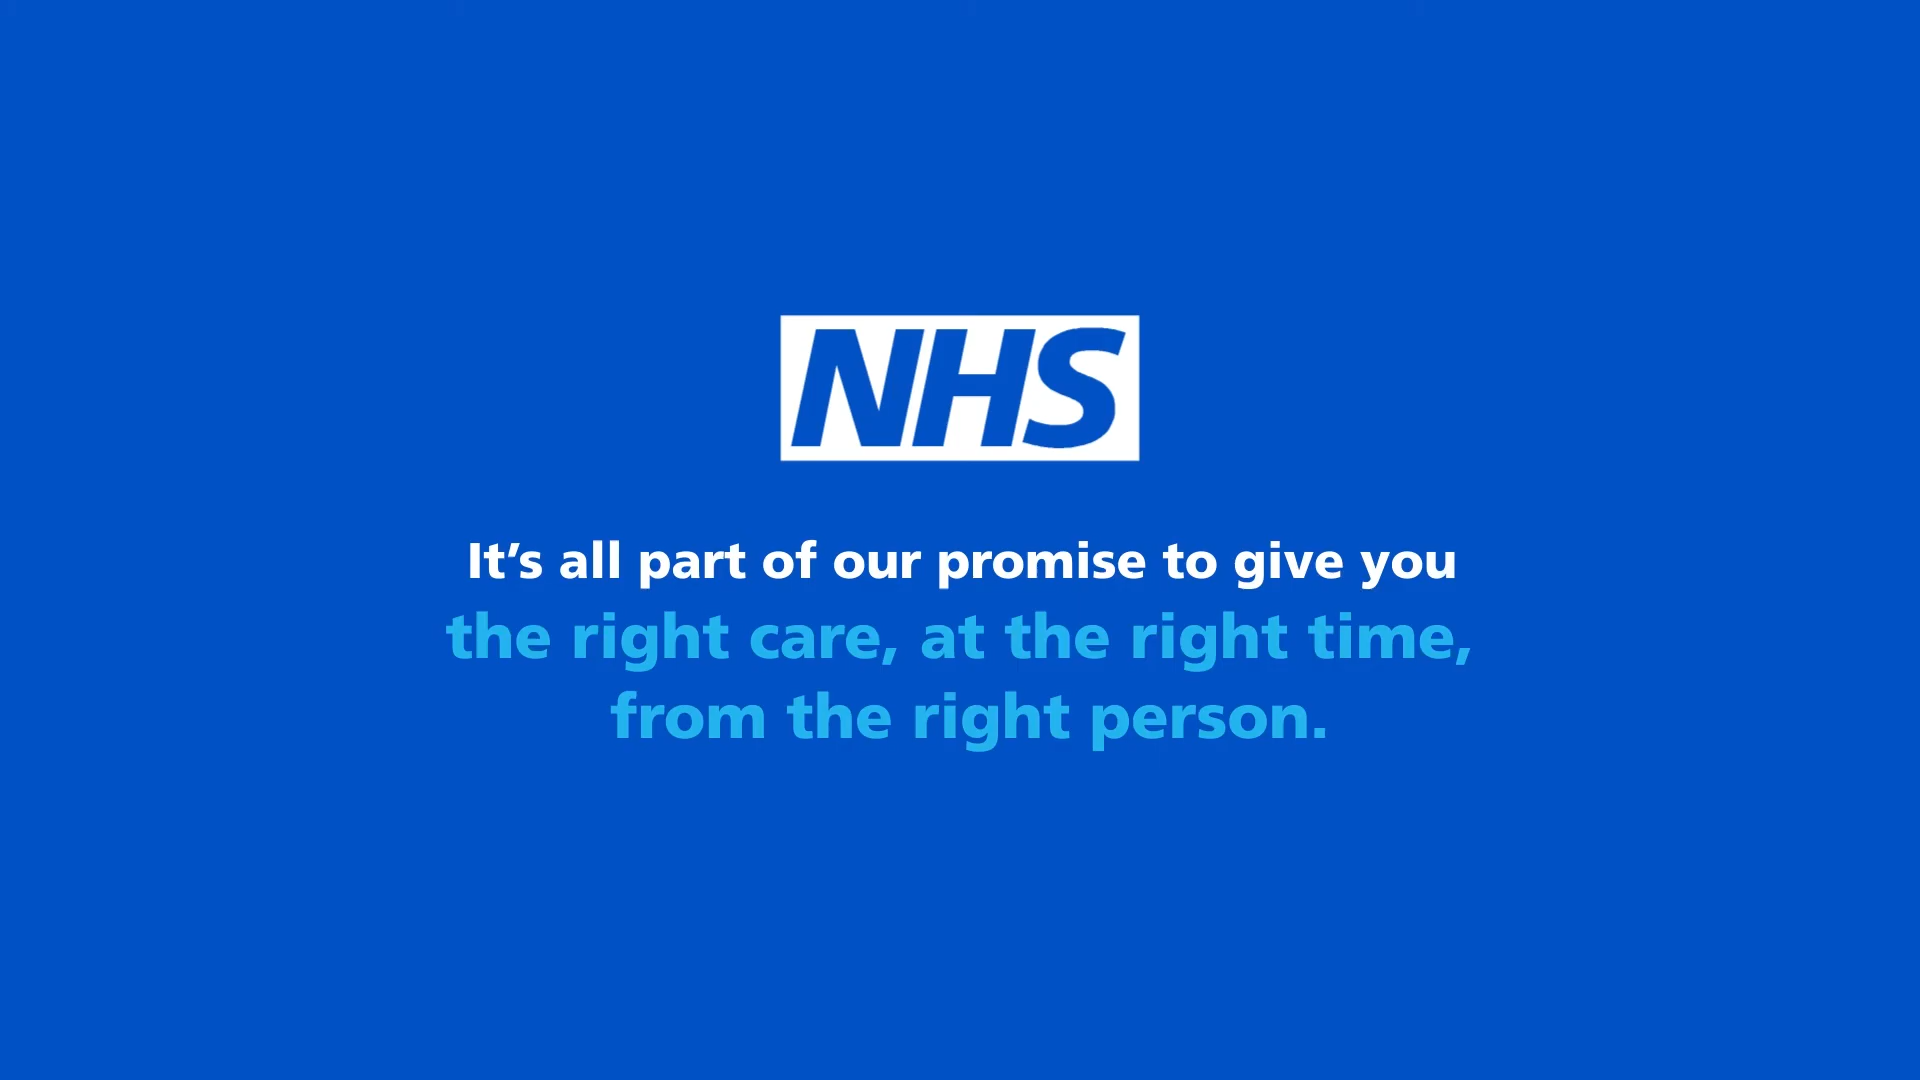 NHS
It’s all part of our promise to give you
the right care, at the right time,
from the right person.